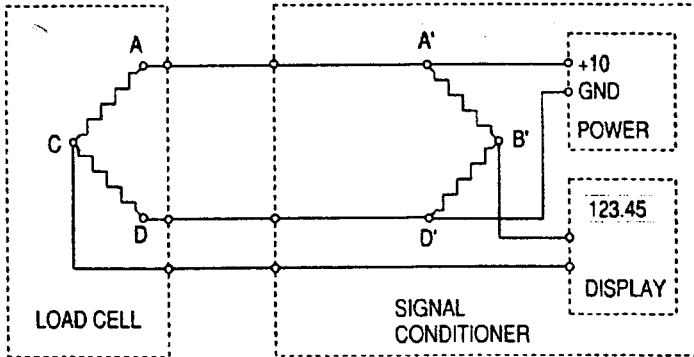 A
A'
+10
GND
POWER
C
B'
123.45
D
D'
DISPLAY
LOAD CELL
SIGNAL
CONDITIONER